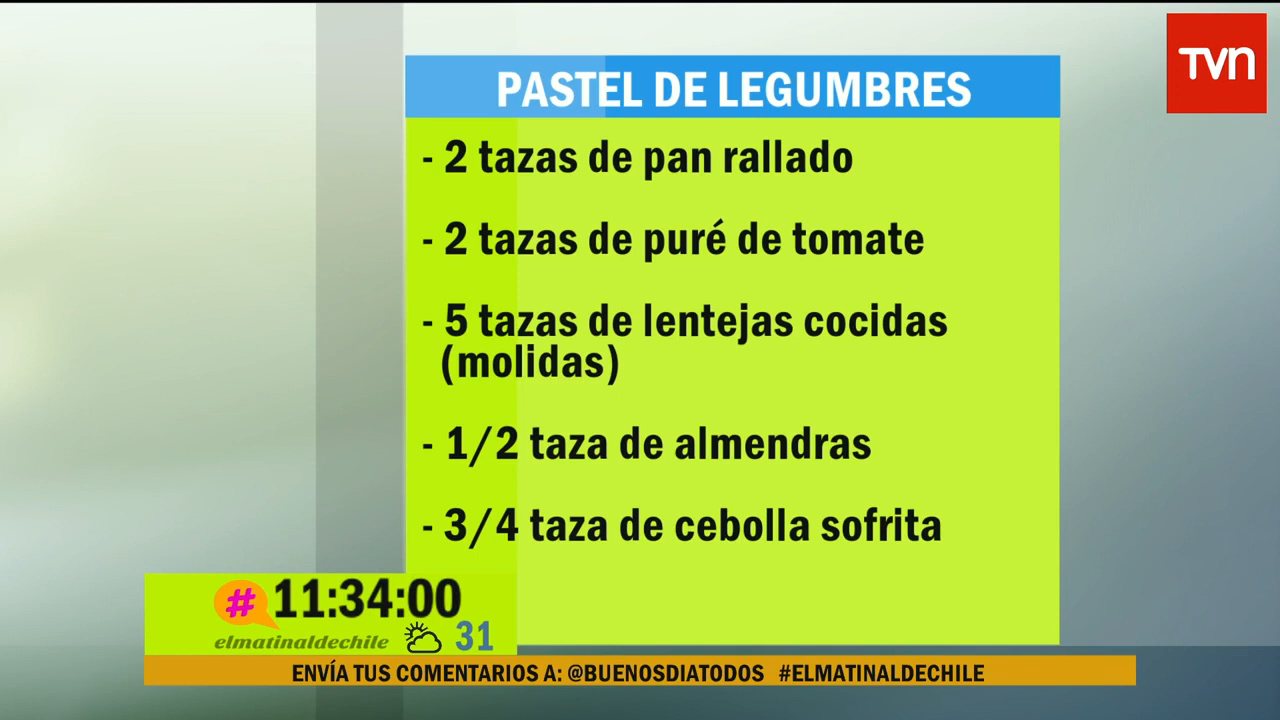 TVN
PASTEL DE LEGUMBRES
- 2 tazas de pan rallado
- 2 tazas de puré de tomate
- 5 tazas de lentejas cocidas
(molidas)
- 1/2 taza de almendras
- 3/4 taza de cebolla sofrita
# 11:34:00
elmatinaldechile 31
ENVÍA TUS COMENTARIOS A: @BUENOSDIATODOS #ELMATINALDECHILE